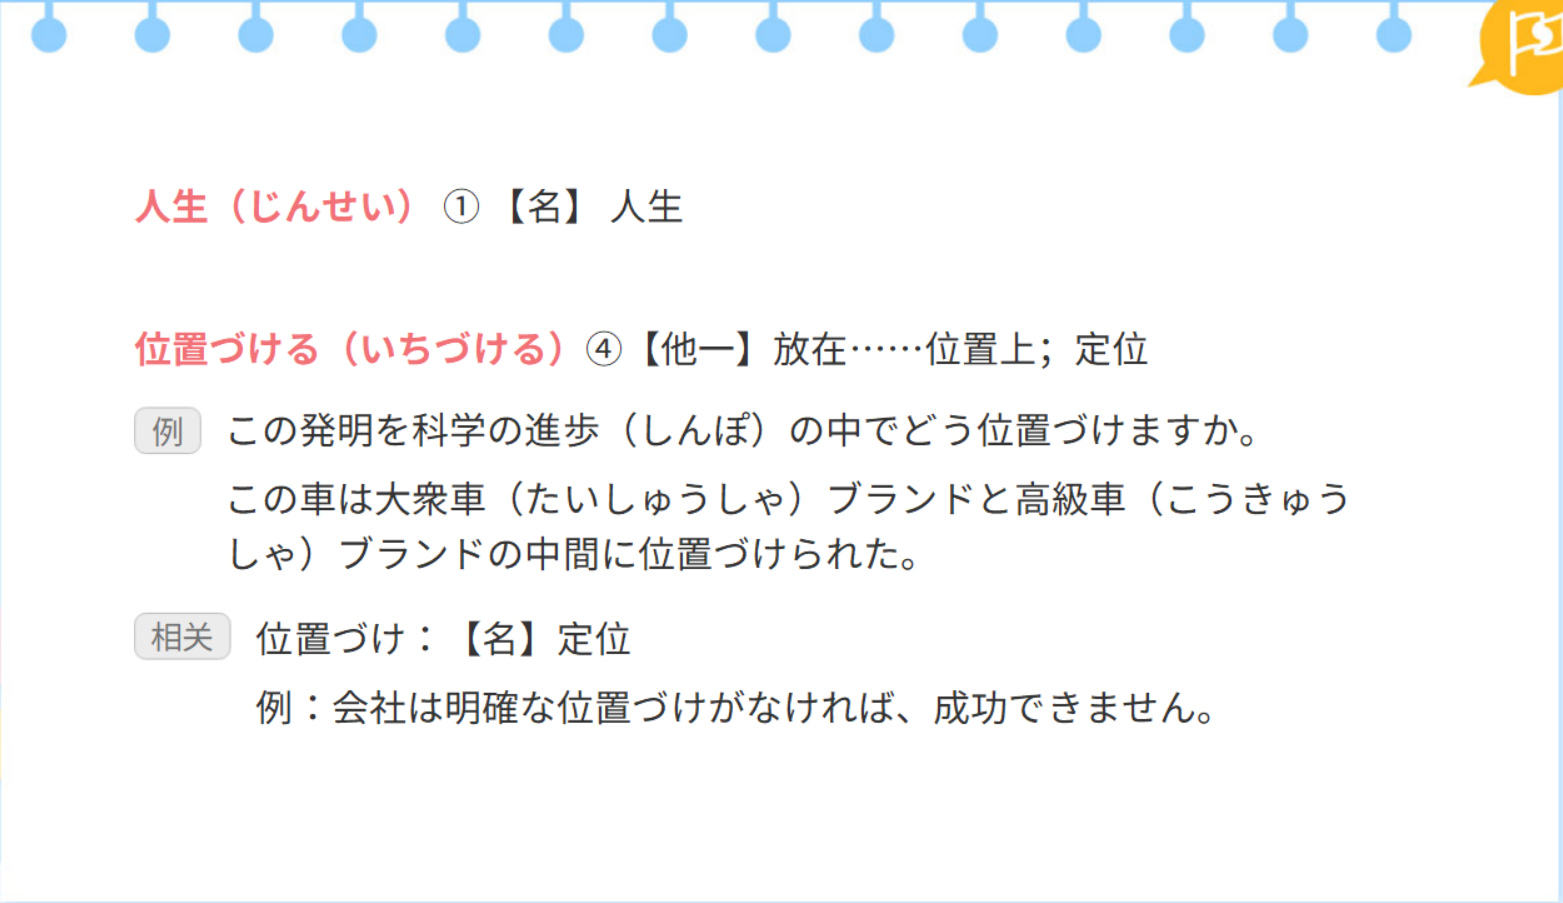 人生（じんせい） ① 【名】 人生
位置づける（いちづける）④【他一】放在……位置上；定位
例 この発明を科学の進歩（しんぽ）の中でどう位置づけますか。
この車は大衆車（たいしゅうしゃ）ブランドと高級車（こうきゅう
しゃ）ブランドの中間に位置づけられた。
相关 位置づけ：【名】定位
例：会社は明確な位置づけがなければ、成功できません。